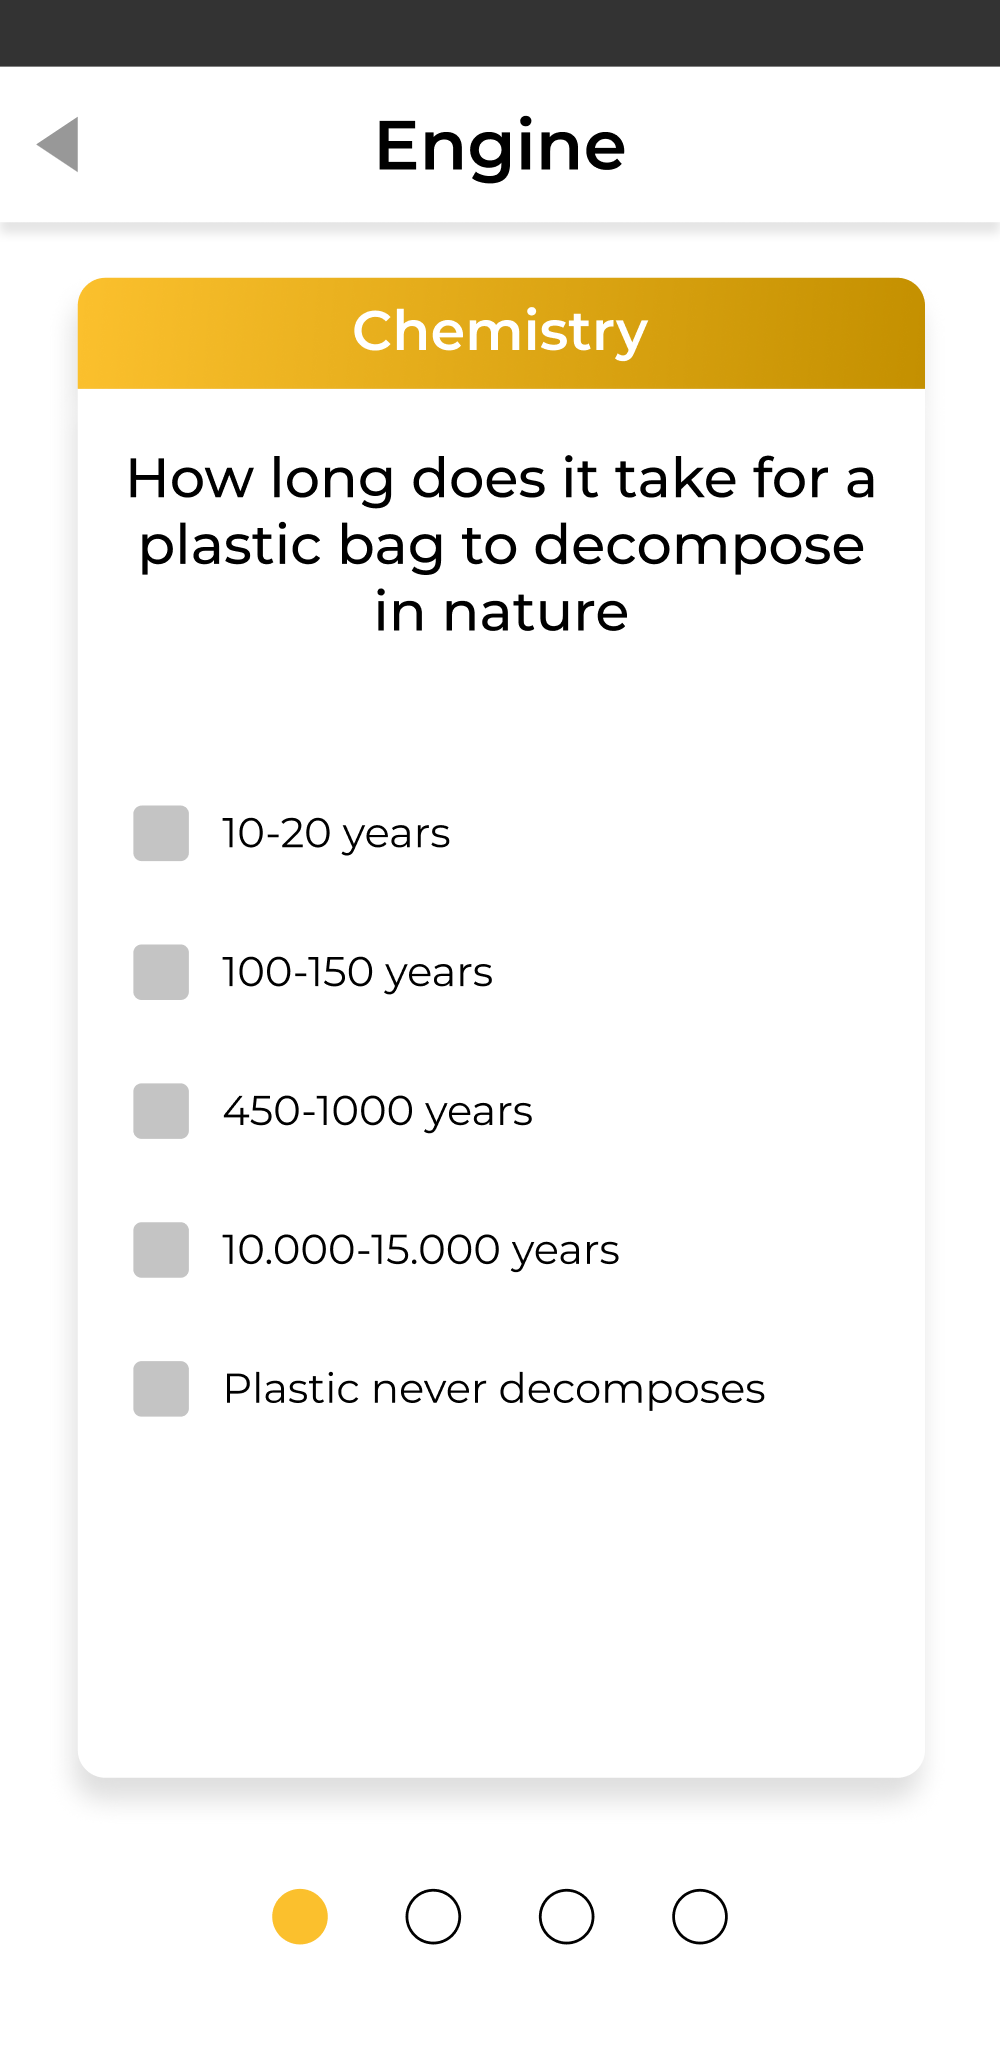 Engine
Chemistry
How long does it take for a
plastic bag to decompose
in nature
10-20 years
100-150 years
450-1000 years
10.000-15.000 years
Plastic never decomposes